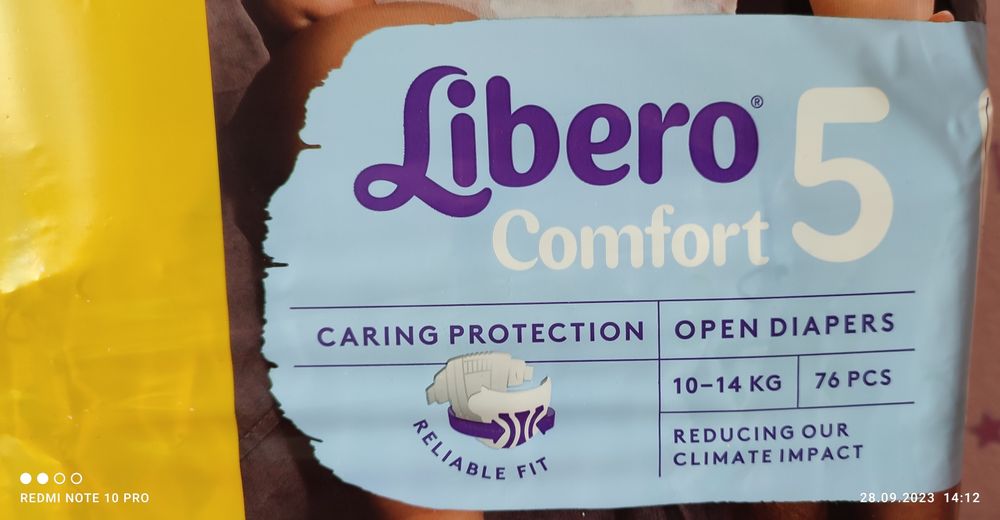 Libero®
Comfort
5
CARING PROTECTION
OPEN DIAPERS
10–14 KG
76 PCS
RELIABLE FIT
REDUCING OUR
CLIMATE IMPACT
REDMI NOTE 10 PRO
28.09.2023 14:12